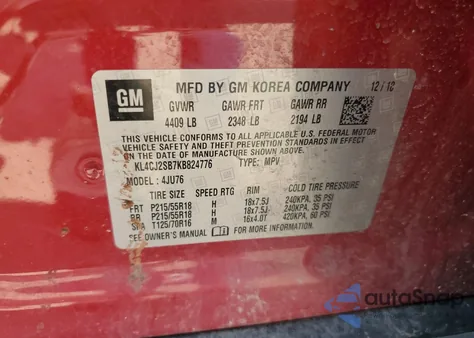 GM
MFD BY GM KOREA COMPANY 12/12
GVWR GAWR FRT GAWR RR
4409 LB 2348 LB 2194 LB
THIS VEHICLE CONFORMS TO ALL APPLICABLE U.S. FEDERAL MOTOR
VEHICLE SAFETY, BUMPER, AND THEFT PREVENTION STANDARDS IN
EFFECT ON THE DATE OF MANUFACTURE SHOWN ABOVE.
KL4CJ2SB7KB824776 TYPE: MPV
MODEL: 4JU76
TIRE SIZE SPEED RTG RIM COLD TIRE PRESSURE
FRT P215/55R18 H 18x7.5J 240KPA, 35 PSI
RR P215/55R18 H 18x7.5J 240KPA, 35 PSI
SPA T125/70R16 M 16x4.0T 420KPA, 60 PSI
SEE OWNER'S MANUAL FOR MORE INFORMATION